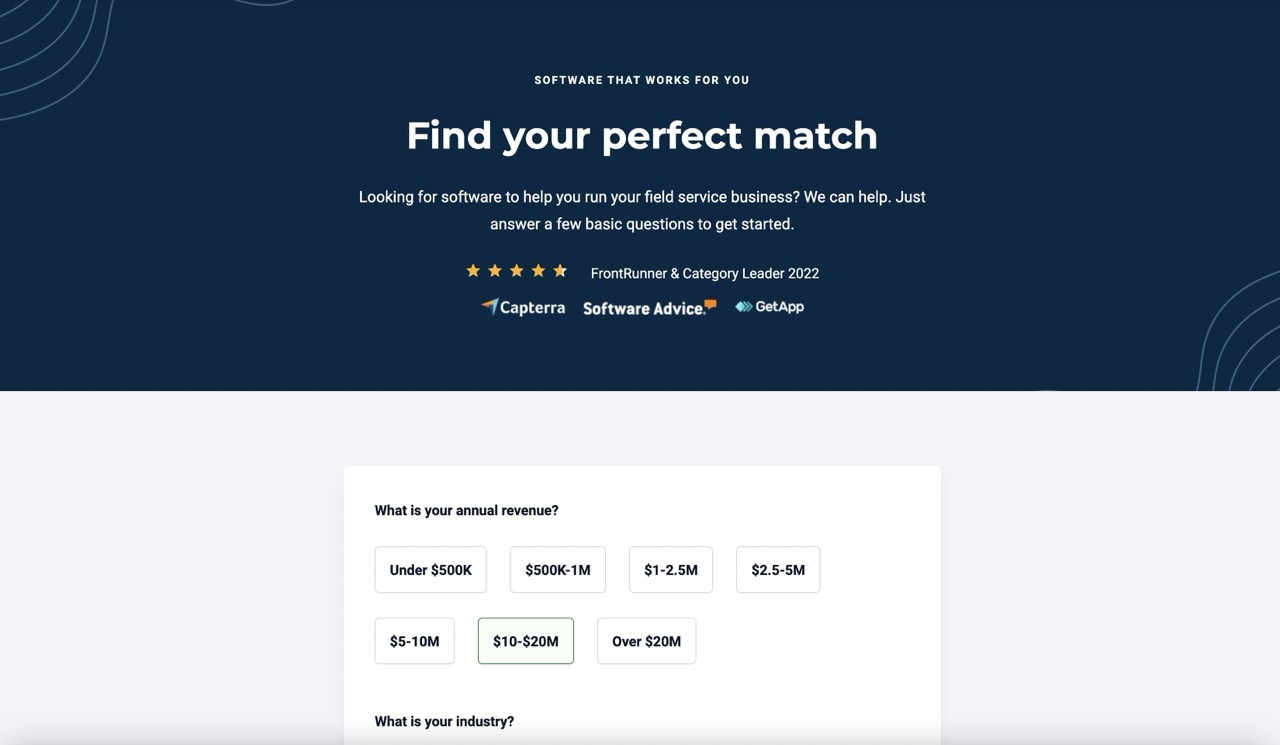 SOFTWARE THAT WORKS FOR YOU
Find your perfect match
Looking for software to help you run your field service business? We can help. Just
answer a few basic questions to get started.
FrontRunner & Category Leader 2022
Capterra Software Advice. GetApp
What is your annual revenue?
Under $500K $500K-1M $1-2.5M $2.5-5M
$5-10M $10-$20M Over $20M
What is your industry?